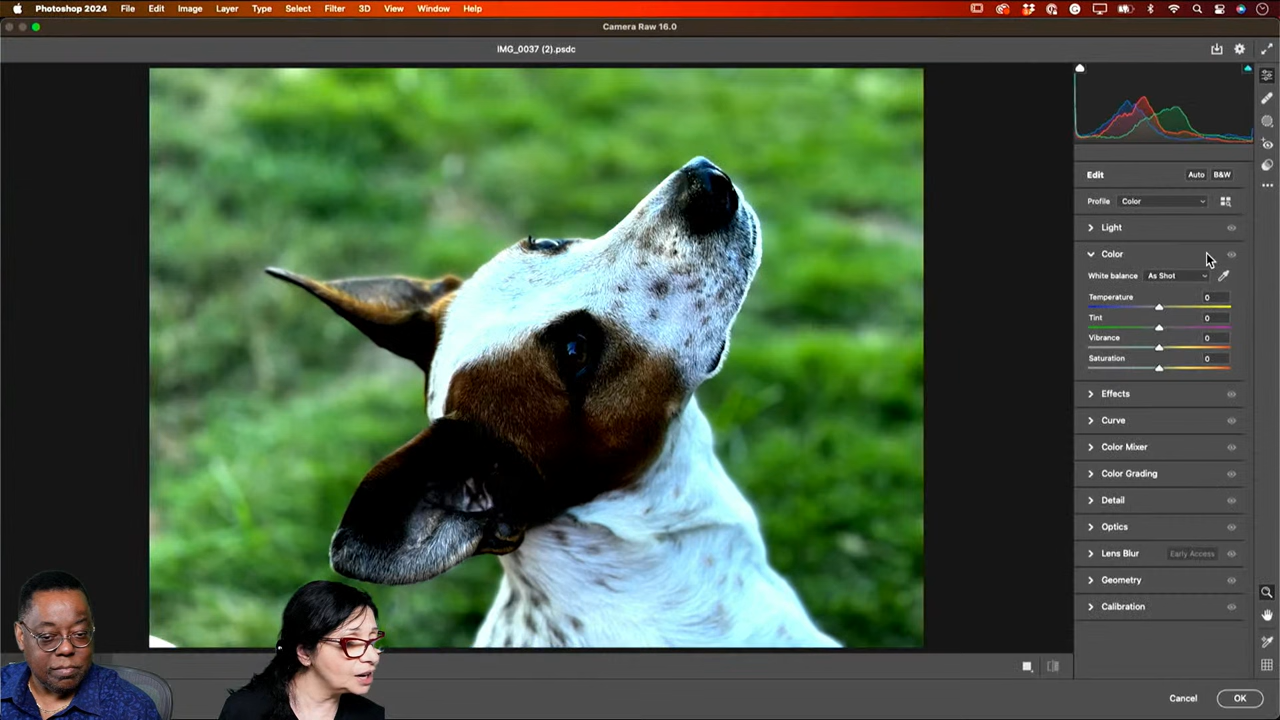 Photoshop 2024 File Edit Image Layer Type Select Filter 3D View Window Help
Camera Raw 16.0
IMG_0037 (2).psdc
Edit Auto B&W
Profile Color
Light
Color
White balance As Shot
Temperature 0
Tint 0
Vibrance 0
Saturation 0
Effects
Curve
Color Mixer
Color Grading
Detail
Optics
Lens Blur Early Access
Geometry
Calibration
Cancel OK